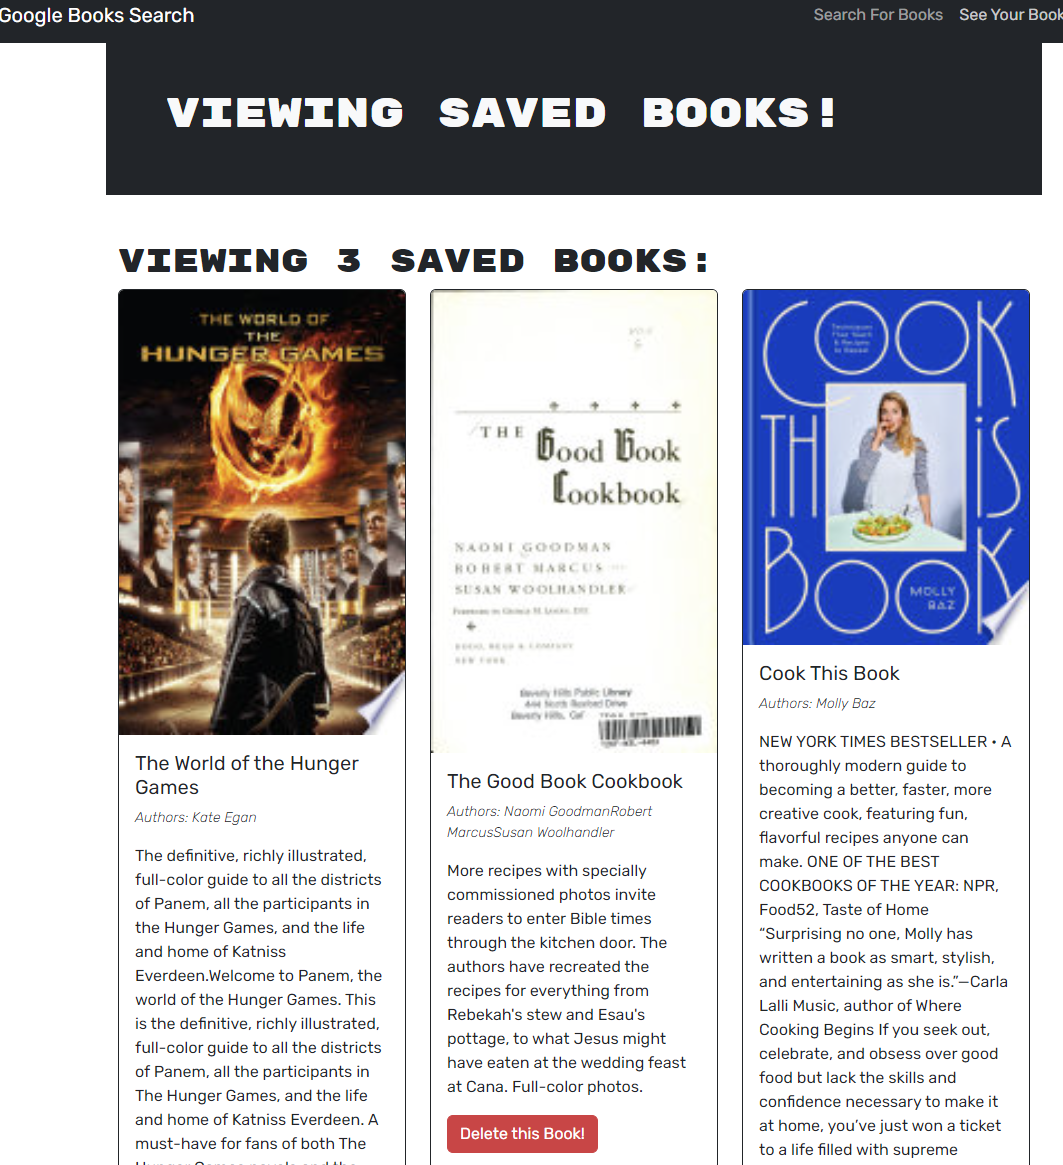 Google Books Search
Search For Books
See Your Book
VIEWING SAVED BOOKS!
VIEWING 3 SAVED BOOKS:
THE WORLD OF
THE
HUNGER GAMES
The World of the Hunger
Games
Authors: Kate Egan
The definitive, richly illustrated,
full-color guide to all the districts
of Panem, all the participants in
the Hunger Games, and the life
and home of Katniss
Everdeen.Welcome to Panem, the
world of the Hunger Games. This
is the definitive, richly illustrated,
full-color guide to all the districts
of Panem, all the participants in
The Hunger Games, and the life
and home of Katniss Everdeen. A
must-have for fans of both The
THE Good Book
Cookbook
NAOMI GOODMAN
ROBERT MARCUS
SUSAN WOOLHANDLER
DODD, MEAD & COMPANY
NEW YORK
Beverly Hills Public Library
444 North Rexford Drive
Beverly Hills, Cal
The Good Book Cookbook
Authors: Naomi GoodmanRobert
MarcusSusan Woolhandler
More recipes with specially
commissioned photos invite
readers to enter Bible times
through the kitchen door. The
authors have recreated the
recipes for everything from
Rebekah's stew and Esau's
pottage, to what Jesus might
have eaten at the wedding feast
at Cana. Full-color photos.
Delete this Book!
COOK
THiS
BOOK
MOLLY
BAZ
Cook This Book
Authors: Molly Baz
NEW YORK TIMES BESTSELLER • A
thoroughly modern guide to
becoming a better, faster, more
creative cook, featuring fun,
flavorful recipes anyone can
make. ONE OF THE BEST
COOKBOOKS OF THE YEAR: NPR,
Food52, Taste of Home
“Surprising no one, Molly has
written a book as smart, stylish,
and entertaining as she is.”—Carla
Lalli Music, author of Where
Cooking Begins If you seek out,
celebrate, and obsess over good
food but lack the skills and
confidence necessary to make it
at home, you’ve just won a ticket
to a life filled with supreme